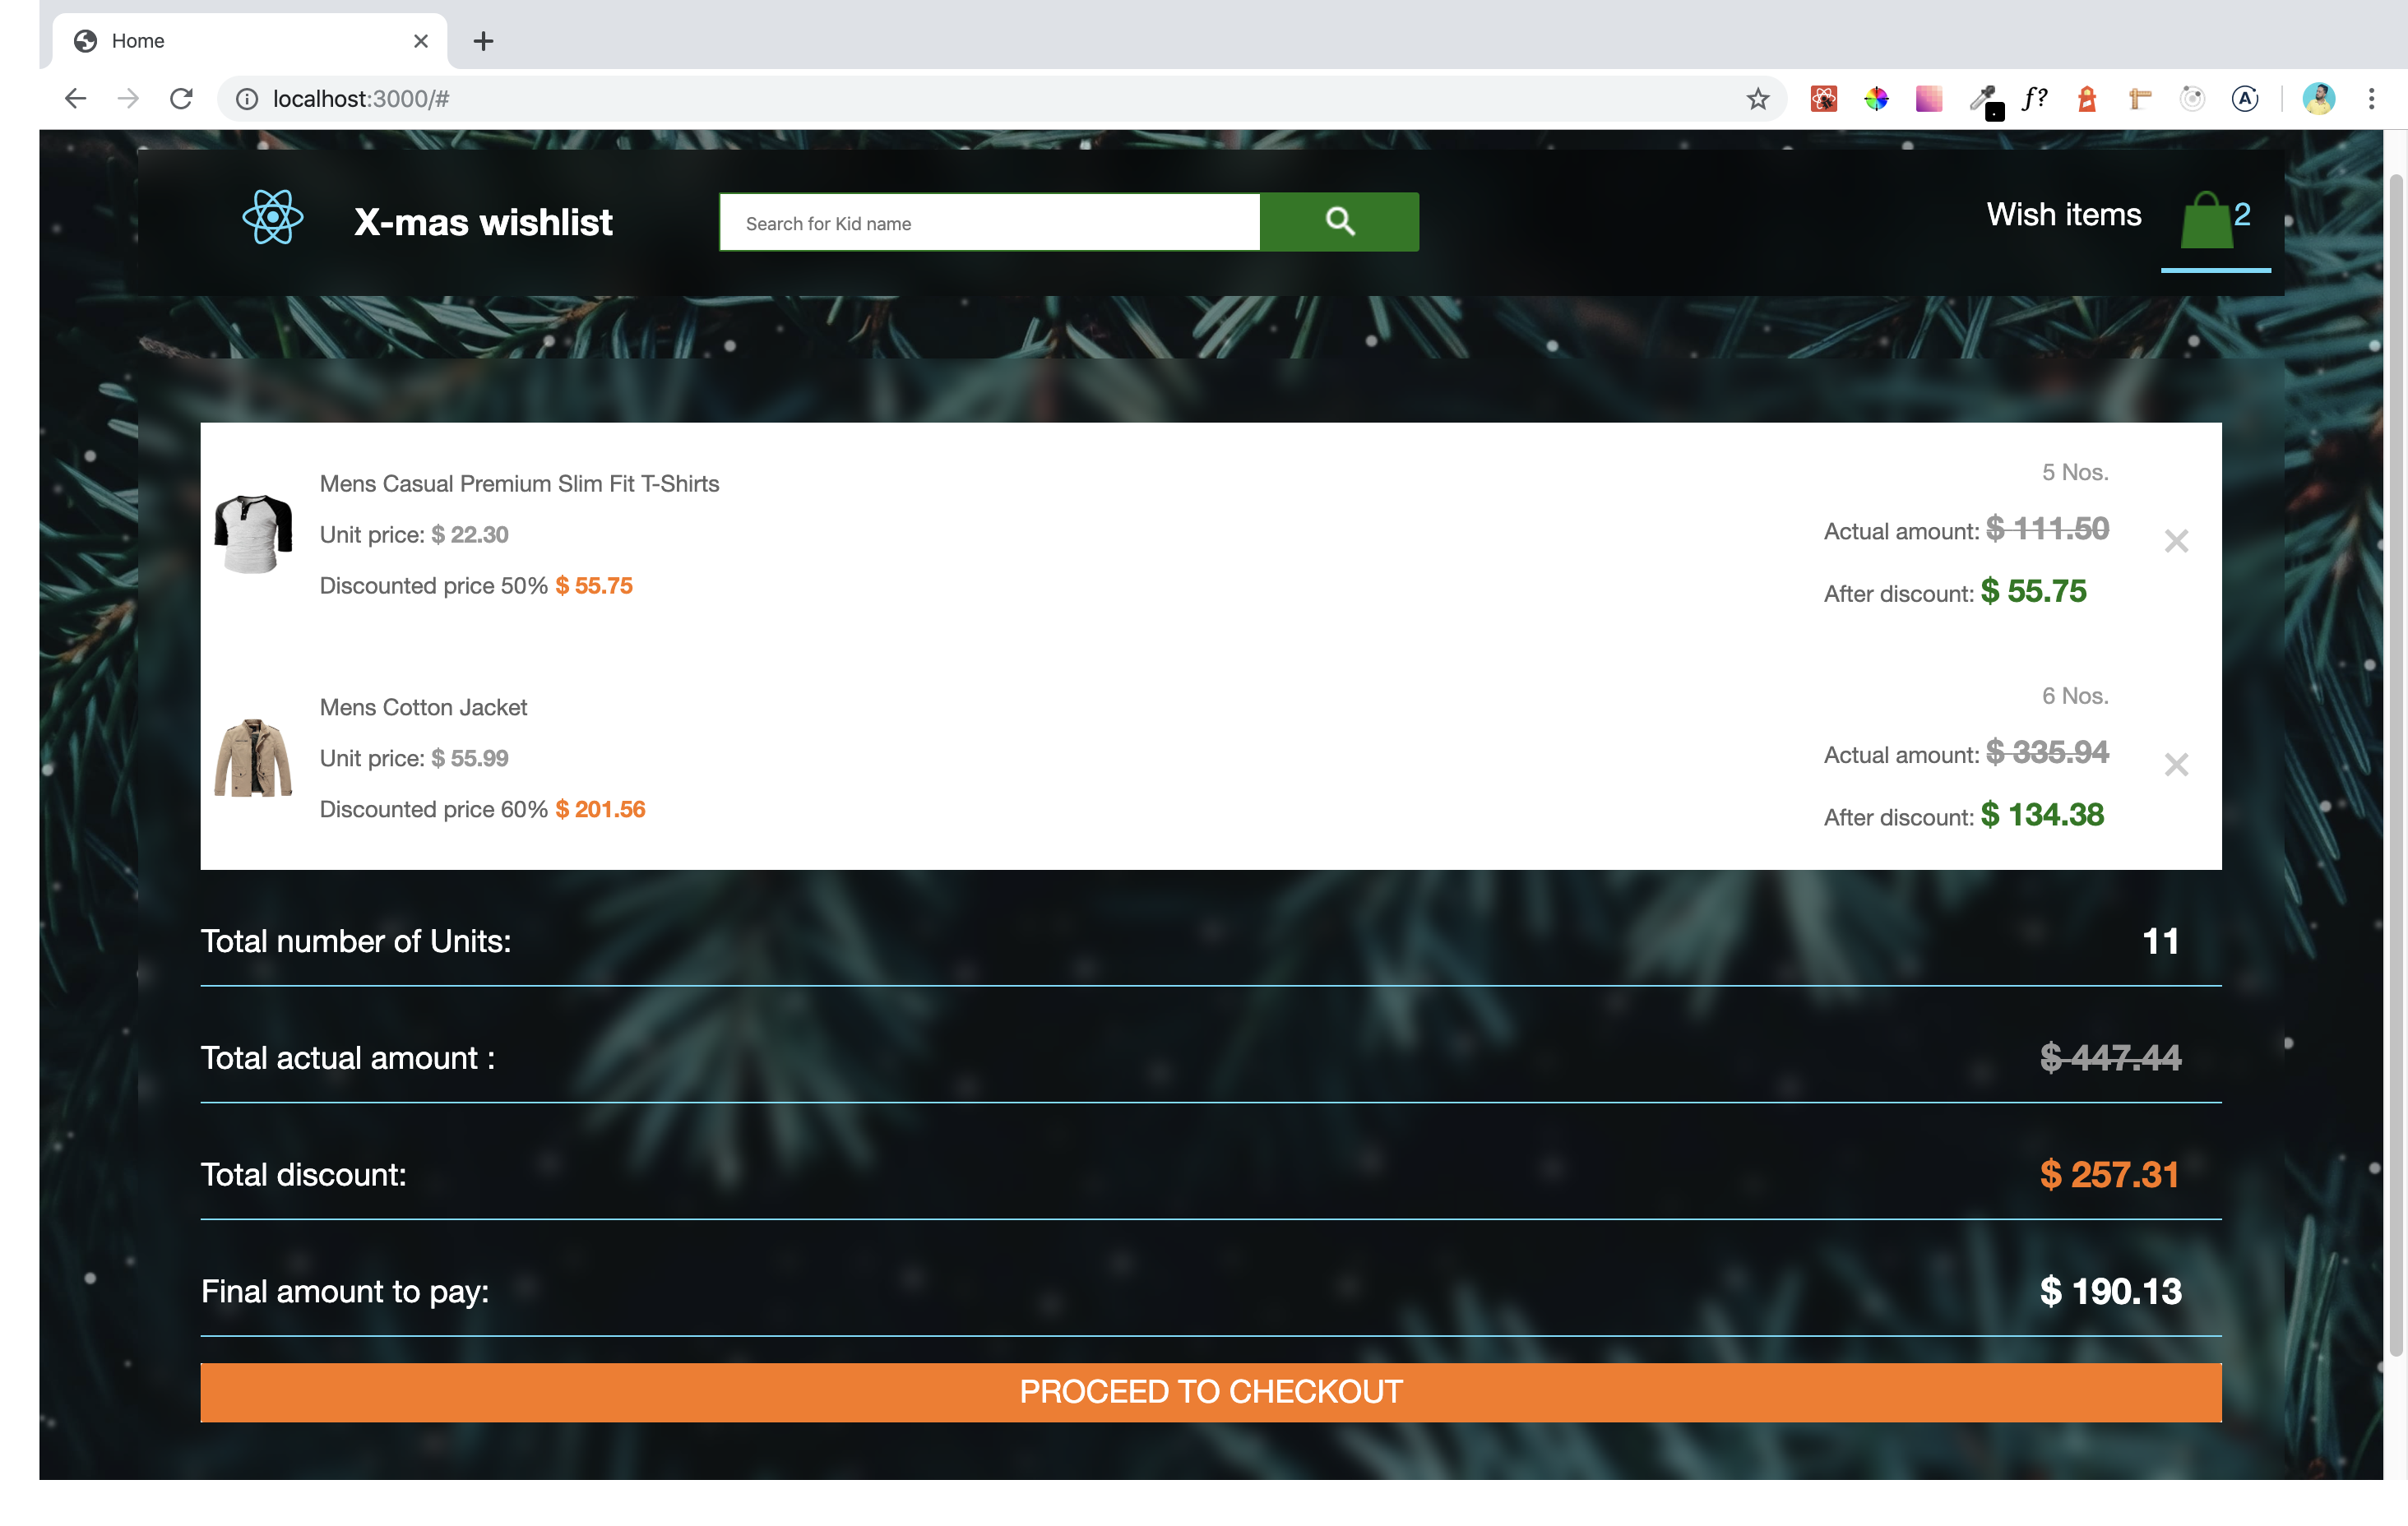 Home
localhost:3000/#
f?
A
X-mas wishlist
Search for Kid name
Wish items
2
Mens Casual Premium Slim Fit T-Shirts
Unit price: $ 22.30
Discounted price 50% $ 55.75
5 Nos.
Actual amount: $ 111.50
After discount: $ 55.75
Mens Cotton Jacket
Unit price: $ 55.99
Discounted price 60% $ 201.56
6 Nos.
Actual amount: $ 335.94
After discount: $ 134.38
Total number of Units: 11
Total actual amount : $ 447.44
Total discount: $ 257.31
Final amount to pay: $ 190.13
PROCEED TO CHECKOUT